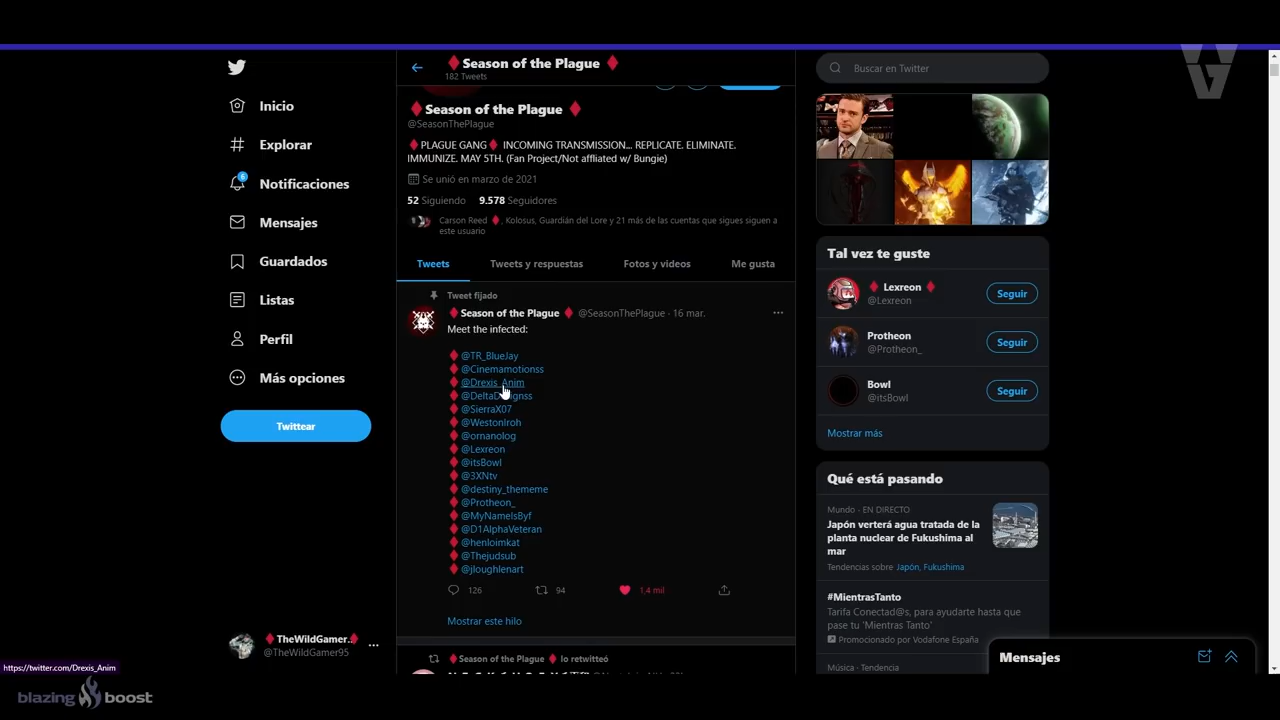 Season of the Plague
182 Tweets
Season of the Plague
@SeasonThePlague
PLAGUE GANG INCOMING TRANSMISSION... REPLICATE. ELIMINATE.
IMMUNIZE. MAY 5TH. (Fan Project/Not affliated w/ Bungie)
Se unió en marzo de 2021
52 Siguiendo 9.578 Seguidores
Carson Reed , Kolosus, Guardián del Lore y 21 más de las cuentas que sigues siguen a
este usuario
Tweets Tweets y respuestas Fotos y videos Me gusta
Tweet fijado
Season of the Plague @SeasonThePlague · 16 mar.
Meet the infected:
@TR_BlueJay
@Cinemamotionss
@Drexis_Anim
@SierraX07
@WestonIroh
@ornanolog
@Lexreon
@itsBowl
@3XNtv
@destiny_thememe
@Protheon_
@MyNameIsByf
@D1AlphaVeteran
@henloimkat
@Thejudsub
@jloughlenart
126 94 1,4 mil
Mostrar este hilo
Season of the Plague lo retwitteó
Inicio
Explorar
6
Notificaciones
Mensajes
Guardados
Listas
Perfil
Más opciones
Twittear
TheWildGamer..
@TheWildGamer95
https://twitter.com/Drexis_Anim
blazing boost
Buscar en Twitter
Tal vez te guste
Lexreon
@Lexreon
Seguir
Protheon
@Protheon_
Seguir
Bowl
@itsBowl
Seguir
Mostrar más
Qué está pasando
Mundo · EN DIRECTO
Japón verterá agua tratada de la
planta nuclear de Fukushima al
mar
Tendencias sobre Japón, Fukushima
#MientrasTanto
Tarifa Conectad@s, para ayudarte hasta que
pase tu 'Mientras Tanto'
Promocionado por Vodafone España
Música · Tendencia
Mensajes